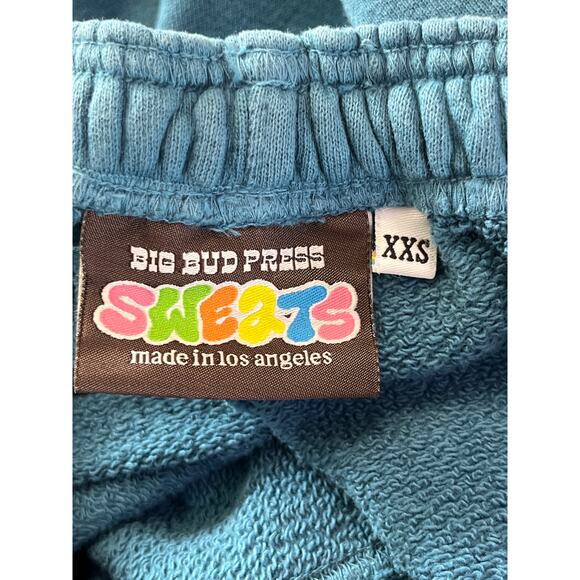 BIG BUD PRESS
SWEATS
made in los angeles
XXS